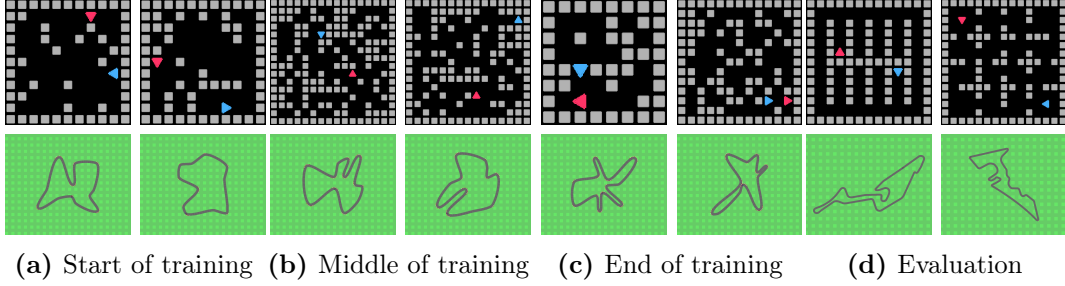 (a) Start of training (b) Middle of training (c) End of training (d) Evaluation